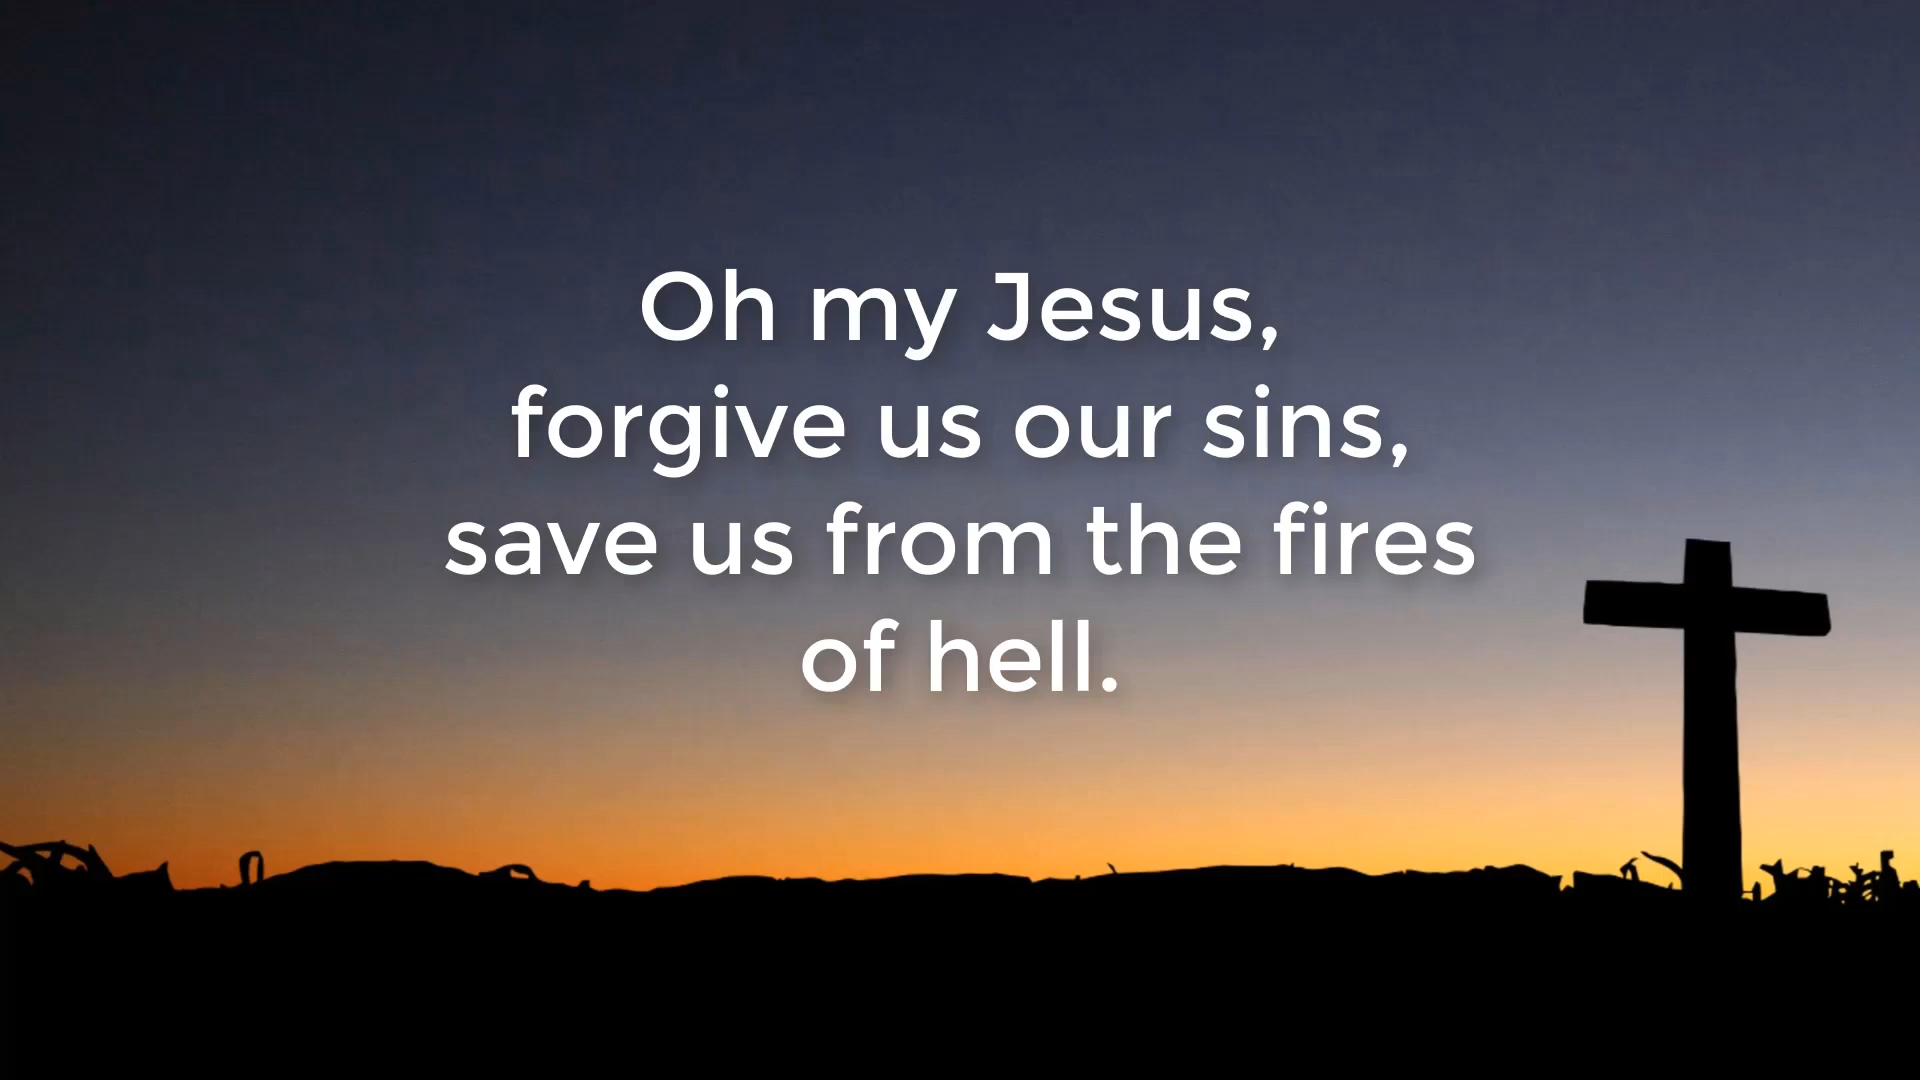 Oh my Jesus,
forgive us our sins,
save us from the fires
of hell.